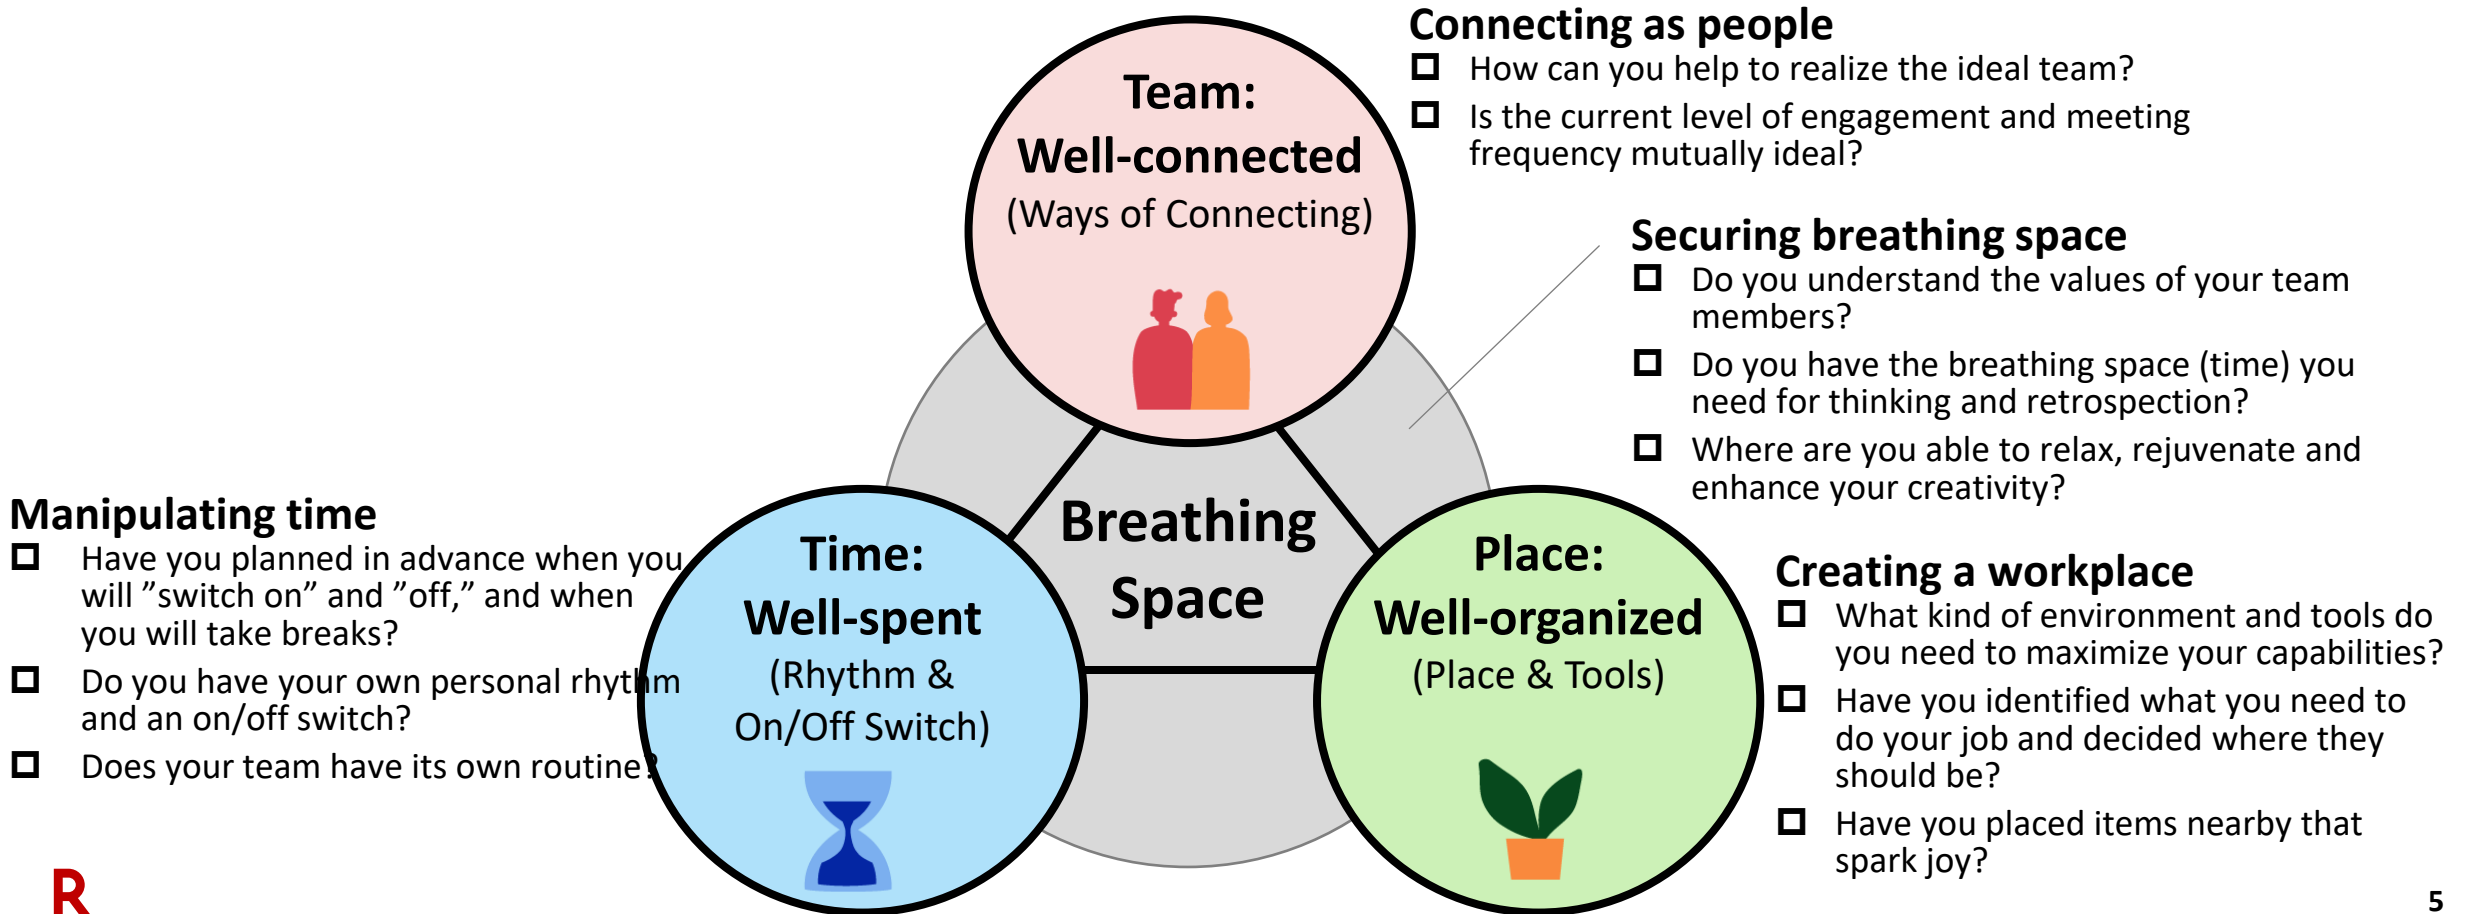 Connecting as people
How can you help to realize the ideal team?
Is the current level of engagement and meeting
frequency mutually ideal?
Team:
Well-connected
(Ways of Connecting)
Securing breathing space
Do you understand the values of your team
members?
Do you have the breathing space (time) you
need for thinking and retrospection?
Where are you able to relax, rejuvenate and
enhance your creativity?
Breathing
Space
Manipulating time
Have you planned in advance when you
will ”switch on” and ”off,” and when
you will take breaks?
Do you have your own personal rhythm
and an on/off switch?
Does your team have its own routine?
Time:
Well-spent
(Rhythm &
On/Off Switch)
Place:
Well-organized
(Place & Tools)
Creating a workplace
What kind of environment and tools do
you need to maximize your capabilities?
Have you identified what you need to
do your job and decided where they
should be?
Have you placed items nearby that
spark joy?
R
5